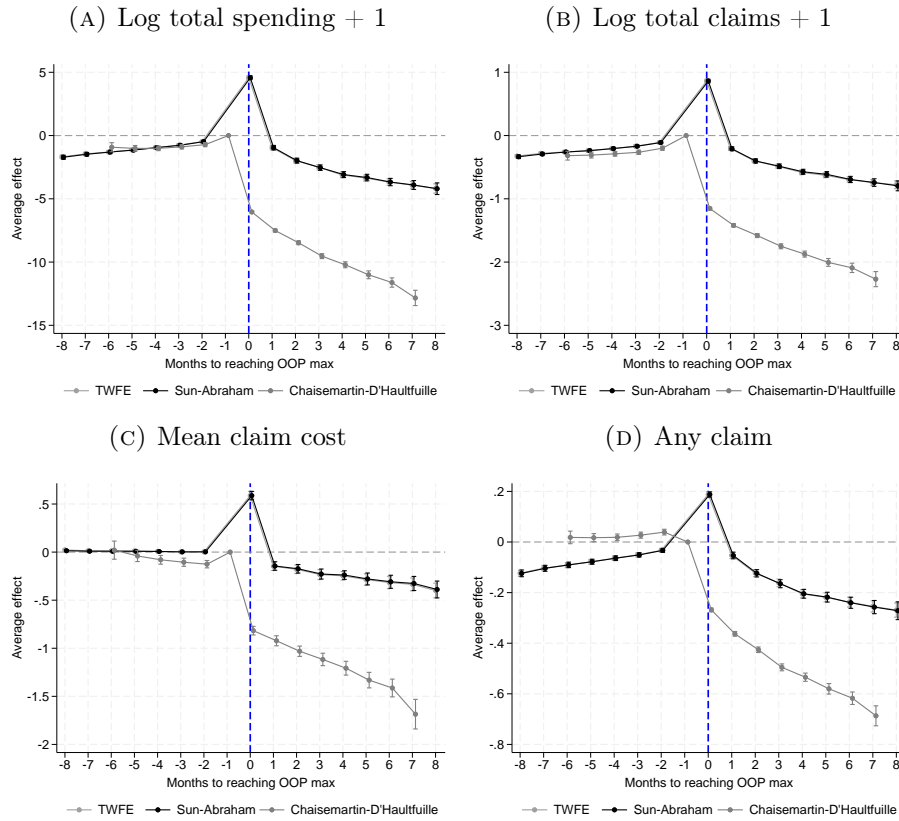 (A) Log total spending + 1
(B) Log total claims + 1
Average effect
5
0
-5
-10
-15
-8 -7 -6 -5 -4 -3 -2 -1 0 1 2 3 4 5 6 7 8
Months to reaching OOP max
TWFE Sun-Abraham Chaisemartin-D'Haultfuille
Average effect
1
0
-1
-2
-3
-8 -7 -6 -5 -4 -3 -2 -1 0 1 2 3 4 5 6 7 8
Months to reaching OOP max
TWFE Sun-Abraham Chaisemartin-D'Haultfuille
(C) Mean claim cost
(D) Any claim
Average effect
.5
0
-.5
-1
-1.5
-2
-8 -7 -6 -5 -4 -3 -2 -1 0 1 2 3 4 5 6 7 8
Months to reaching OOP max
TWFE Sun-Abraham Chaisemartin-D'Haultfuille
Average effect
.2
0
-.2
-.4
-.6
-.8
-8 -7 -6 -5 -4 -3 -2 -1 0 1 2 3 4 5 6 7 8
Months to reaching OOP max
TWFE Sun-Abraham Chaisemartin-D'Haultfuille